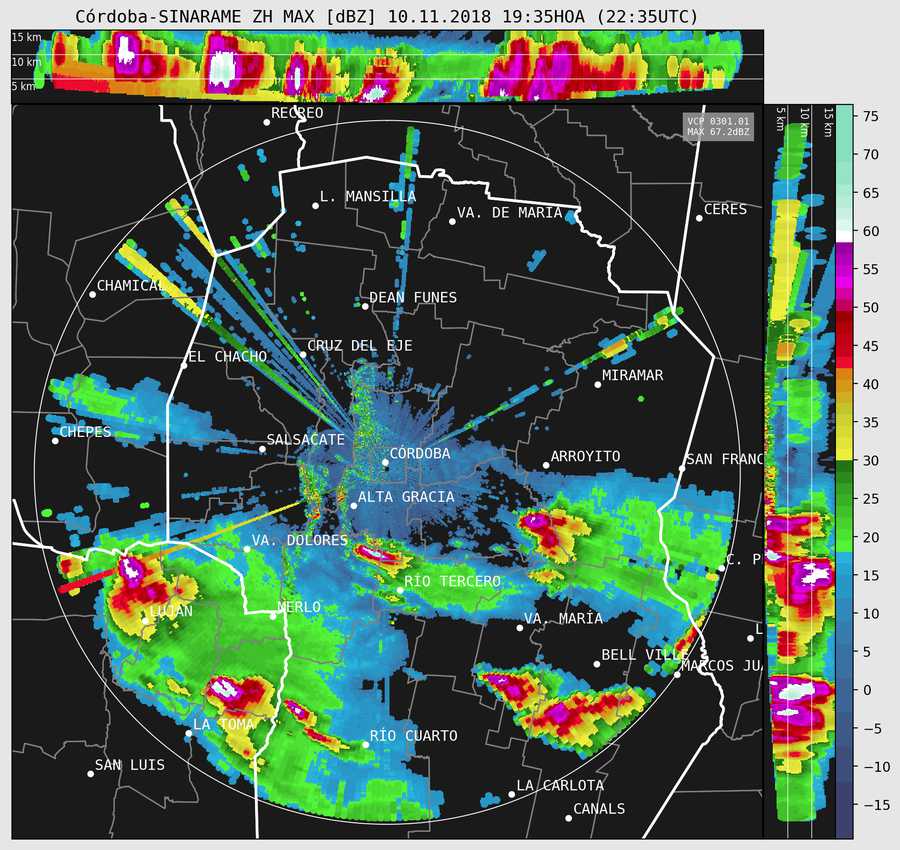 Córdoba-SINARAME ZH MAX [dBZ] 10.11.2018 19:35HOA (22:35UTC)
15 km
10 km
5 km
RECREO
VCP 0301.01
MAX 67.2dBZ
5 km
10 km
15 km
L. MANSILLA
VA. DE MARIA
CERES
CHAMICAL
DEAN FUNES
EL CHACHO
CRUZ DEL EJE
MIRAMAR
CHEPES
SALSACATE
CÓRDOBA
ARROYITO
SAN FRANC
ALTA GRACIA
VA. DOLORES
C. P
RÍO TERCERO
LUJAN
MERLO
VA. MARÍA
L
BELL VILLE
MARCOS JUA
LA TOMA
RÍO CUARTO
SAN LUIS
LA CARLOTA
CANALS
75
70
65
60
55
50
45
40
35
30
25
20
15
10
5
0
−5
−10
−15